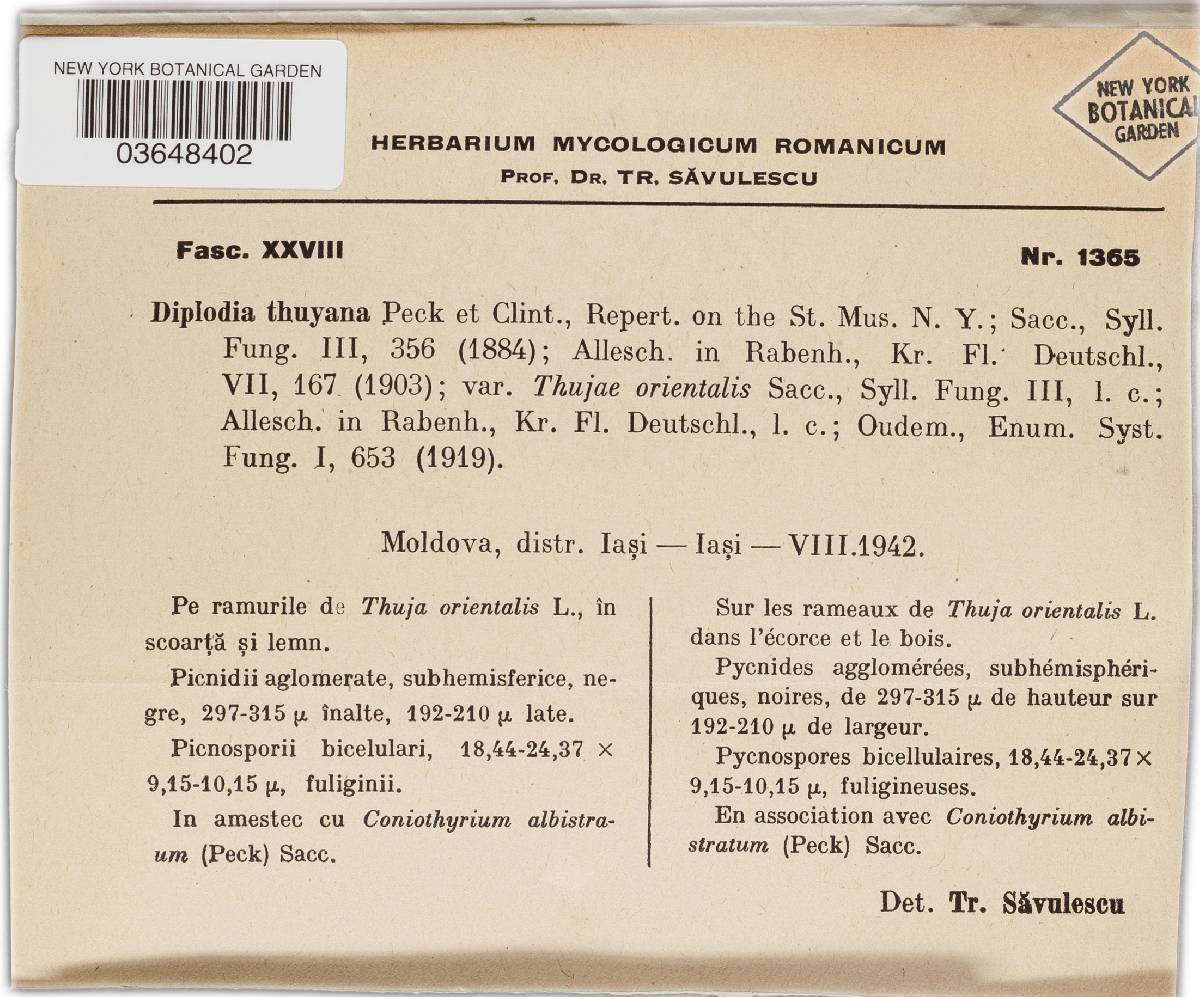 NEW YORK BOTANICAL GARDEN
03648402
NEW YORK
BOTANICAL
GARDEN
HERBARIUM MYCOLOGICUM ROMANICUM
PROF. DR. TR. SĂVULESCU
Fasc. XXVIII
Nr. 1365
Diplodia thuyana Peck et Clint., Repert. on the St. Mus. N. Y.; Sacc., Syll.
Fung. III, 356 (1884); Allesch. in Rabenh., Kr. Fl. Deutschl.,
VII, 167 (1903); var. Thujae orientalis Sacc., Syll. Fung. III, l. c.;
Allesch. in Rabenh., Kr. Fl. Deutschl., l. c.; Oudem., Enum. Syst.
Fung. I, 653 (1919).
Moldova, distr. Iași — Iași — VIII.1942.
Pe ramurile de Thuja orientalis L., în
scoarță și lemn.
Picnidii aglomerate, subhemisferice, ne-
gre, 297-315 µ înalte, 192-210 µ late.
Picnosporii bicelulari, 18,44-24,37 ×
9,15-10,15 µ, fuliginii.
In amestec cu Coniothyrium albistra-
um (Peck) Sacc.
Sur les rameaux de Thuja orientalis L.
dans l'écorce et le bois.
Pycnides agglomérées, subhémisphéri-
ques, noires, de 297-315 µ de hauteur sur
192-210 µ de largeur.
Pycnospores bicellulaires, 18,44-24,37×
9,15-10,15 µ, fuligineuses.
En association avec Coniothyrium albi-
stratum (Peck) Sacc.
Det. Tr. Săvulescu